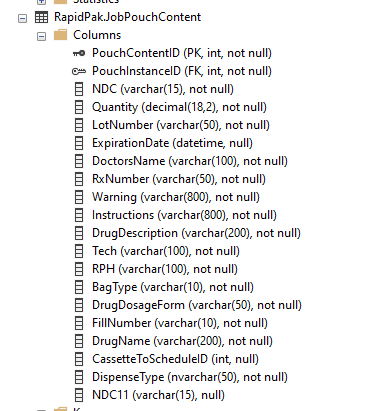 Statistics
RapidPak.JobPouchContent
Columns
PouchContentID (PK, int, not null)
PouchInstanceID (FK, int, not null)
NDC (varchar(15), not null)
Quantity (decimal(18,2), not null)
LotNumber (varchar(50), not null)
ExpirationDate (datetime, null)
DoctorsName (varchar(100), not null)
RxNumber (varchar(50), not null)
Warning (varchar(800), not null)
Instructions (varchar(800), not null)
DrugDescription (varchar(200), not null)
Tech (varchar(100), not null)
RPH (varchar(100), not null)
BagType (varchar(10), not null)
DrugDosageForm (varchar(50), not null)
FillNumber (varchar(10), not null)
DrugName (varchar(200), not null)
CassetteToScheduleID (int, null)
DispenseType (nvarchar(50), not null)
NDC11 (varchar(15), null)